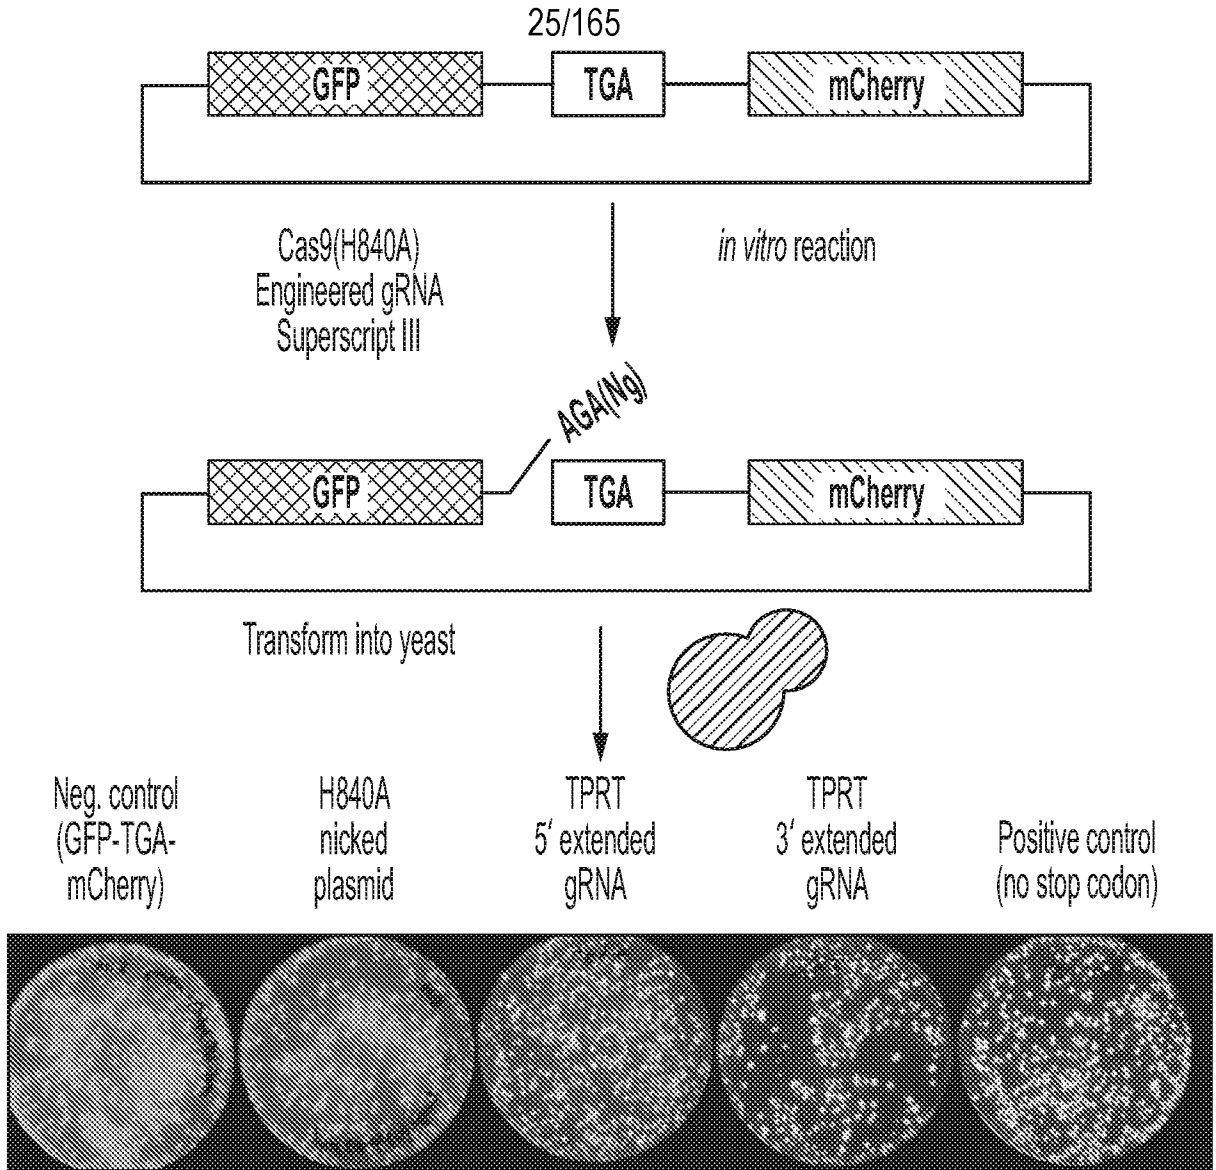 25/165
GFP
TGA
mCherry
Cas9(H840A)
Engineered gRNA
Superscript III
in vitro reaction
AGA(Ng)
GFP
TGA
mCherry
Transform into yeast
Neg. control
(GFP-TGA-
mCherry)
H840A
nicked
plasmid
TPRT
5' extended
gRNA
TPRT
3' extended
gRNA
Positive control
(no stop codon)